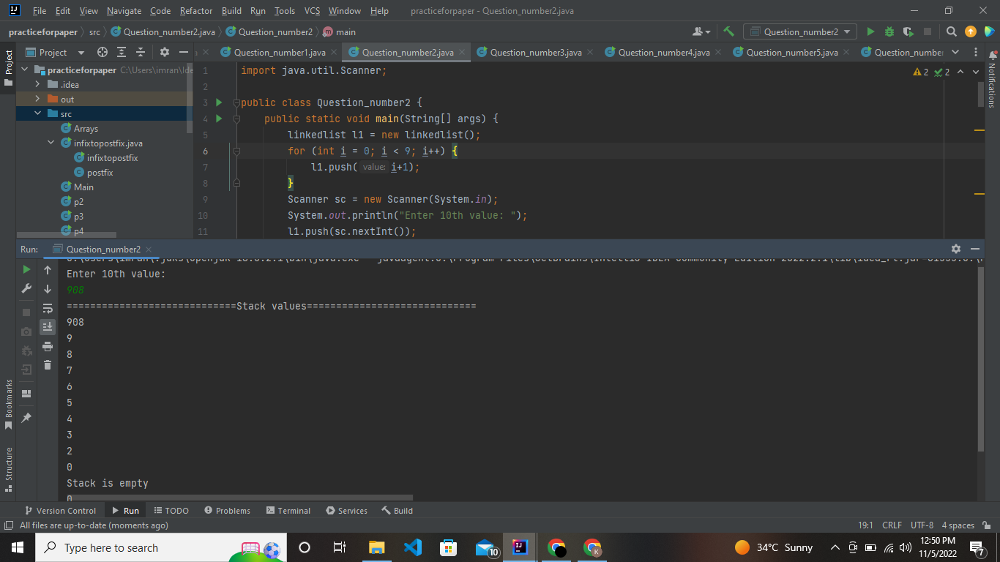 File Edit View Navigate Code Refactor Build Run Tools VCS Window Help practiceforpaper - Question_number2.java
practiceforpaper src Question_number2.java Question_number2 main Question_number2
Project Question_number1.java Question_number2.java Question_number3.java Question_number4.java Question_number5.java Question_numbe
Project
Notifications
practiceforpaper C:\Users\imran\Ide
.idea
out
src
Arrays
infixtopostfix.java
infixtopostfix
postfix
Main
p2
p3
p4
2 2
1 import java.util.Scanner;
2
3 public class Question_number2 {
4 public static void main(String[] args) {
5 linkedlist l1 = new linkedlist();
6 for (int i = 0; i < 9; i++) {
7 l1.push( value: i+1);
8 }
9 Scanner sc = new Scanner(System.in);
10 System.out.println("Enter 10th value: ");
11 l1.push(sc.nextInt());
Run: Question_number2
Enter 10th value:
908
=============================Stack values=============================
908
9
8
7
6
5
4
3
2
0
Stack is empty
0
Bookmarks
Structure
Version Control Run TODO Problems Terminal Services Build
All files are up-to-date (moments ago) 19:1 CRLF UTF-8 4 spaces
Type here to search 10 K 34°C Sunny 12:50 PM
11/5/2022 7